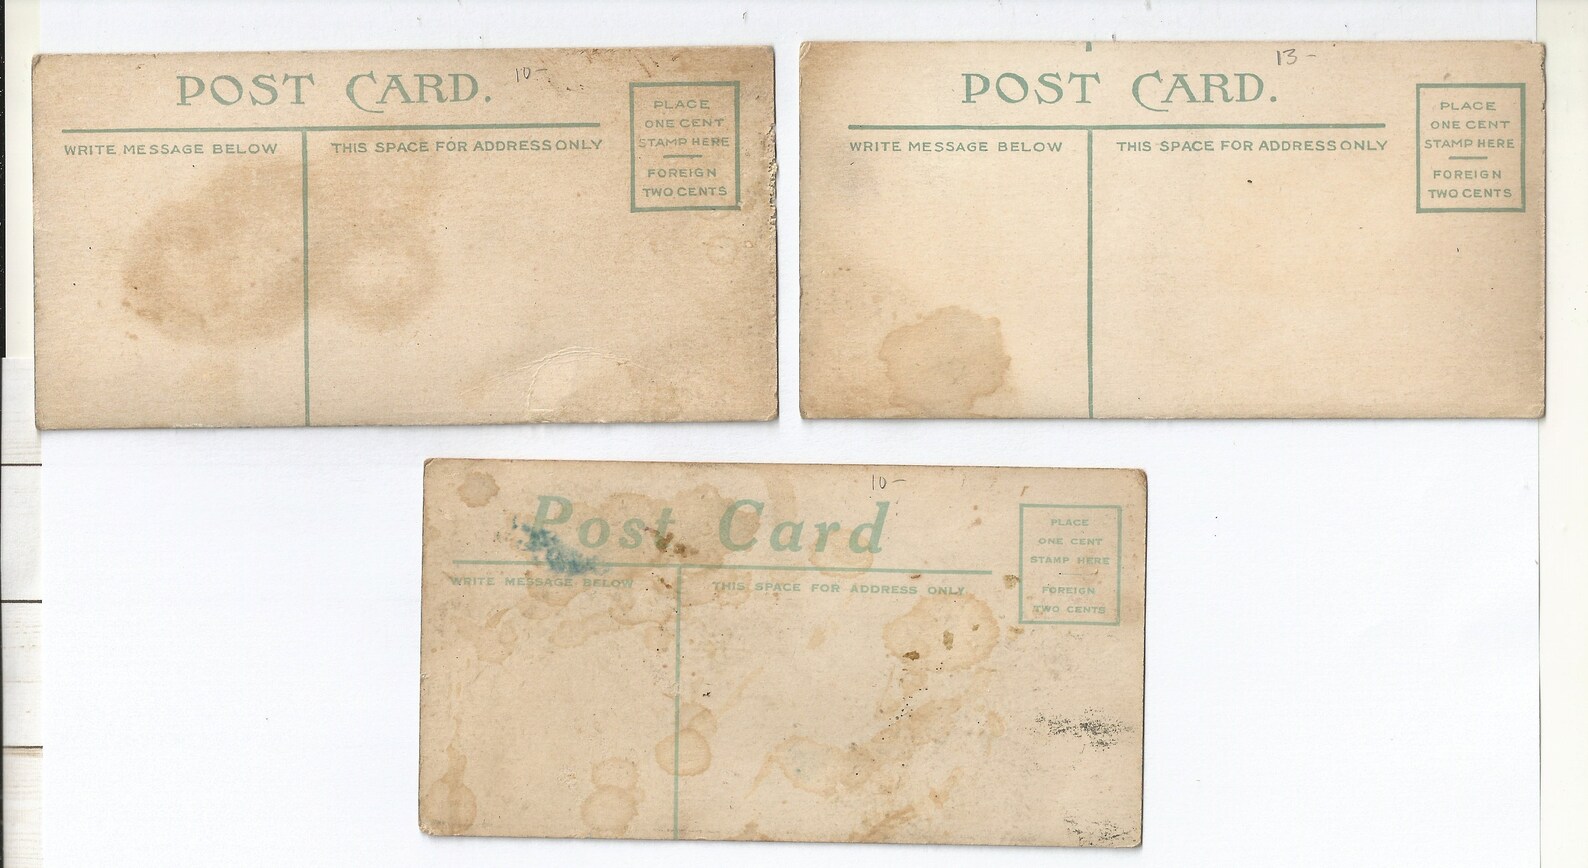 POST CARD.
10-
WRITE MESSAGE BELOW
THIS SPACE FOR ADDRESS ONLY
PLACE
ONE CENT
STAMP HERE
FOREIGN
TWO CENTS
POST CARD.
13-
WRITE MESSAGE BELOW
THIS SPACE FOR ADDRESS ONLY
PLACE
ONE CENT
STAMP HERE
FOREIGN
TWO CENTS
10-
Post Card
WRITE MESSAGE BELOW
THIS SPACE FOR ADDRESS ONLY
PLACE
ONE CENT
STAMP HERE
FOREIGN
TWO CENTS